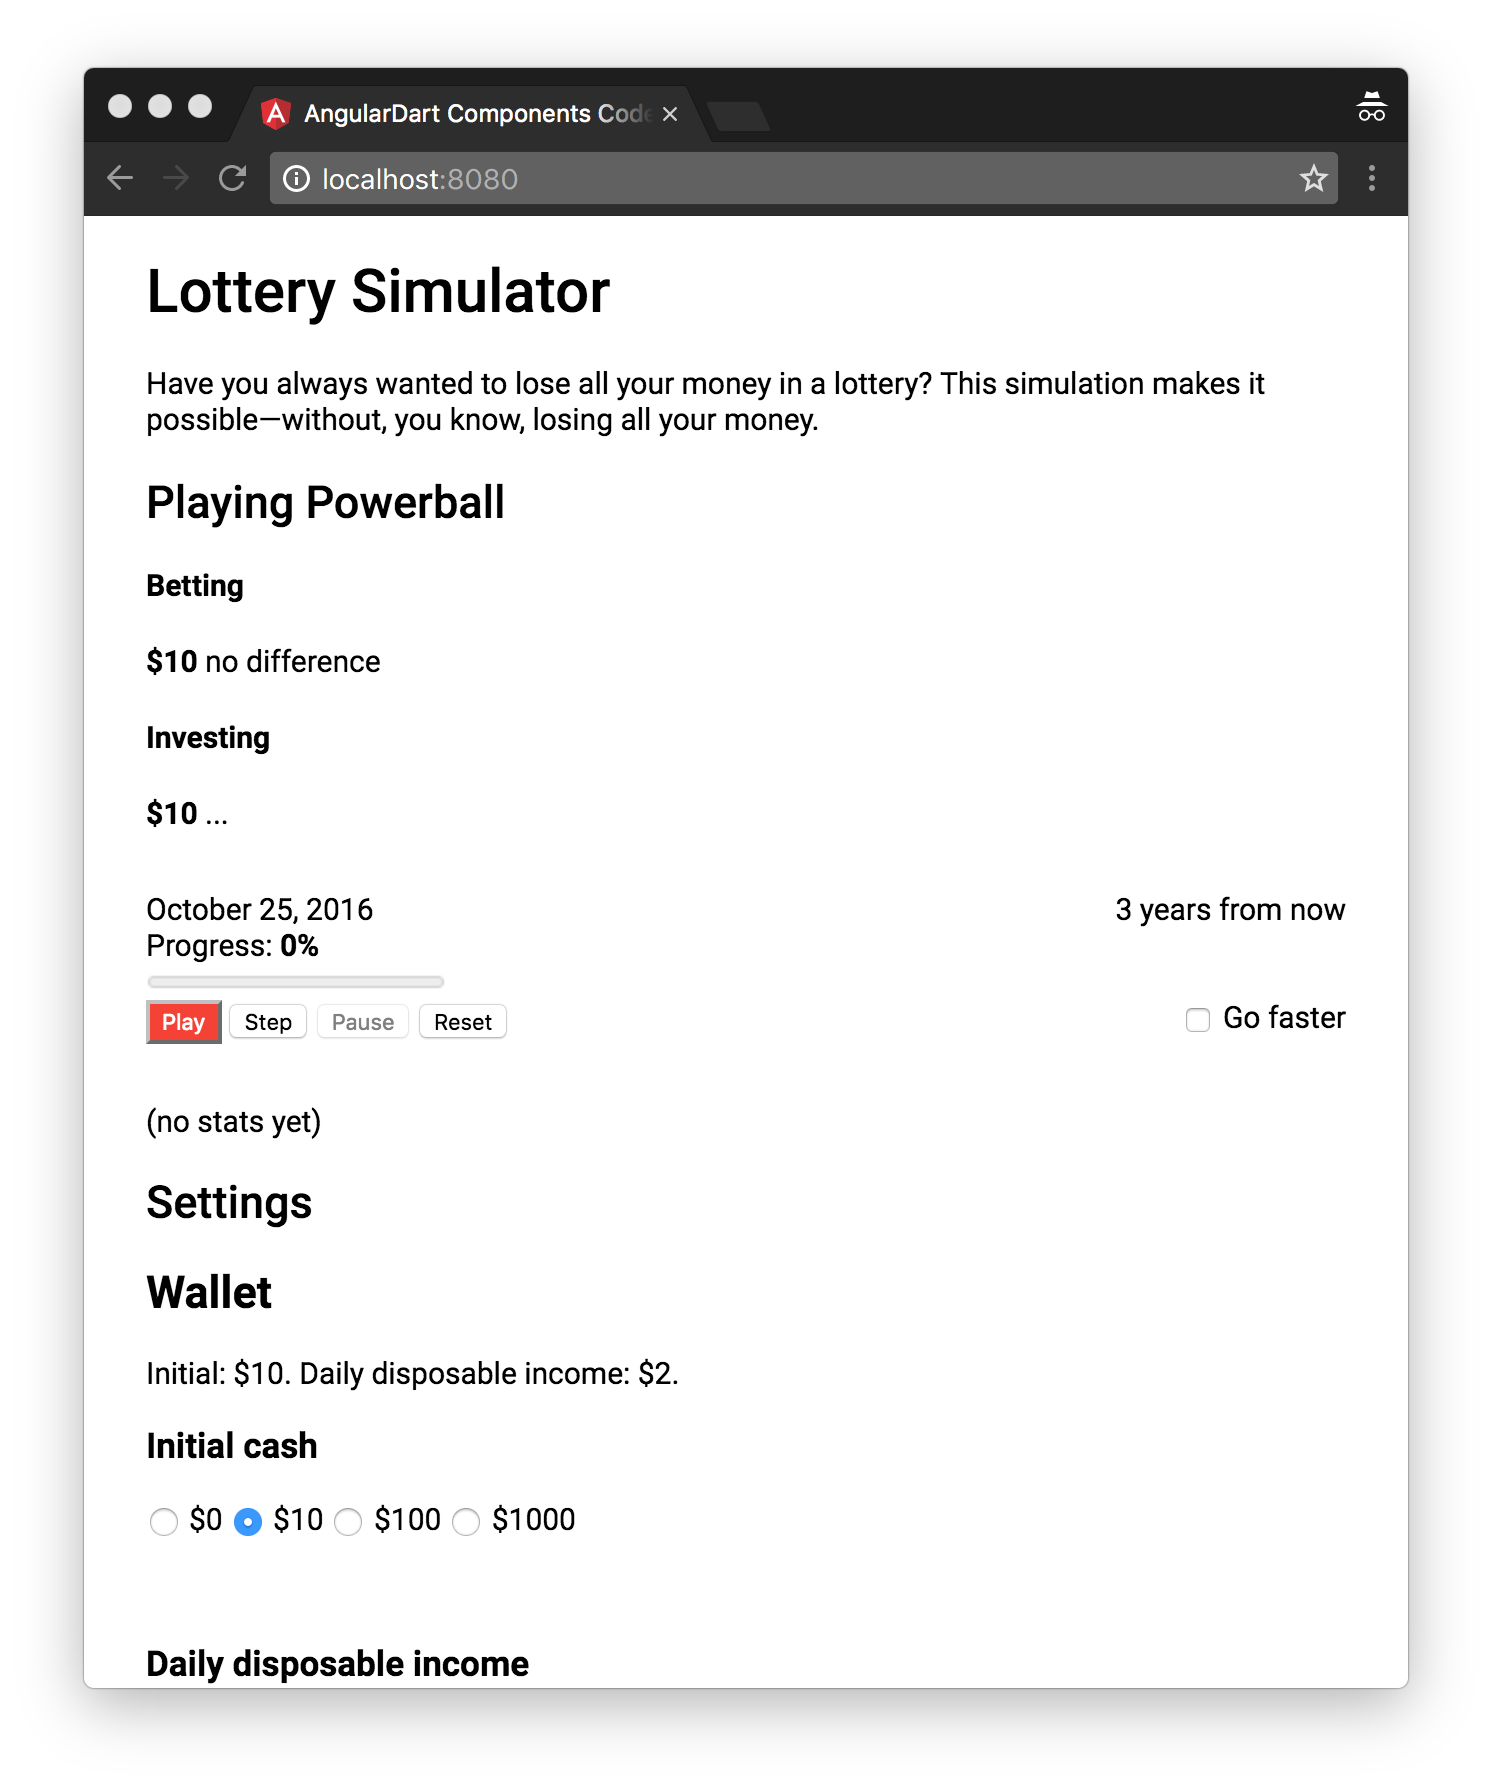 AngularDart Components Code
localhost:8080
Lottery Simulator
Have you always wanted to lose all your money in a lottery? This simulation makes it
possible—without, you know, losing all your money.
Playing Powerball
Betting
$10 no difference
Investing
$10 ...
October 25, 2016
3 years from now
Progress: 0%
Play Step Pause Reset
Go faster
(no stats yet)
Settings
Wallet
Initial: $10. Daily disposable income: $2.
Initial cash
$0 $10 $100 $1000
Daily disposable income